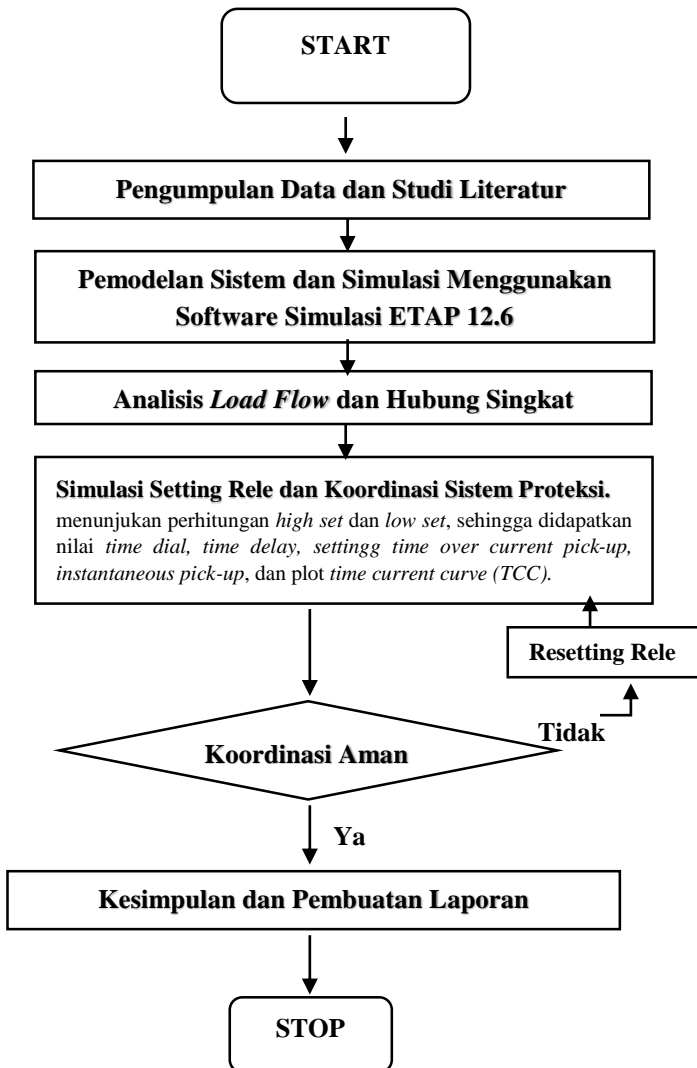 START
Pengumpulan Data dan Studi Literatur
Pemodelan Sistem dan Simulasi Menggunakan
Software Simulasi ETAP 12.6
Analisis Load Flow dan Hubung Singkat
Simulasi Setting Rele dan Koordinasi Sistem Proteksi.
menunjukan perhitungan high set dan low set, sehingga didapatkan
nilai time dial, time delay, settingg time over current pick-up,
instantaneous pick-up, dan plot time current curve (TCC).
Resetting Rele
Tidak
Koordinasi Aman
Ya
Kesimpulan dan Pembuatan Laporan
STOP